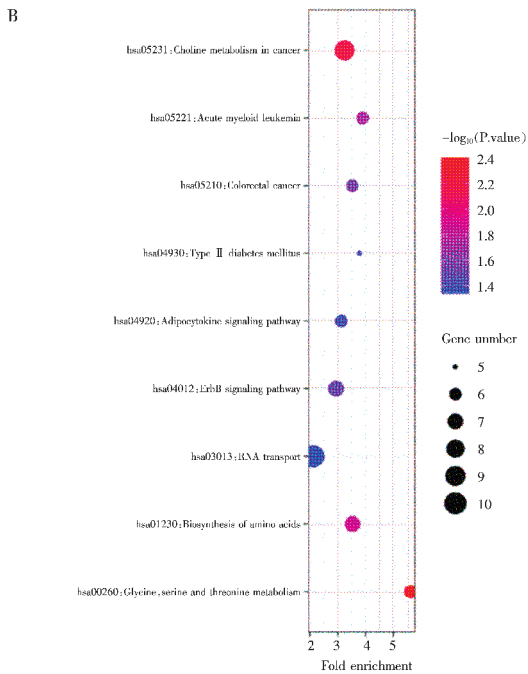 B
hsa05231:Choline metabolism in cancer
hsa05221:Acute myeloid leukemia
hsa05210:Colorectal cancer
hsa04930:Type Ⅱ diabetes mellitus
hsa04920:Adipocytokine signaling pathway
hsa04012:ErbB signaling pathway
hsa03013:RNA transport
hsa01230:Biosynthesis of amino acids
hsa00260:Glycine,serine and threonine metabolism
2 3 4 5
Fold enrichment
-log₁₀(P.value)
2.4
2.2
2.0
1.8
1.6
1.4
Gene unmber
5
6
7
8
9
10